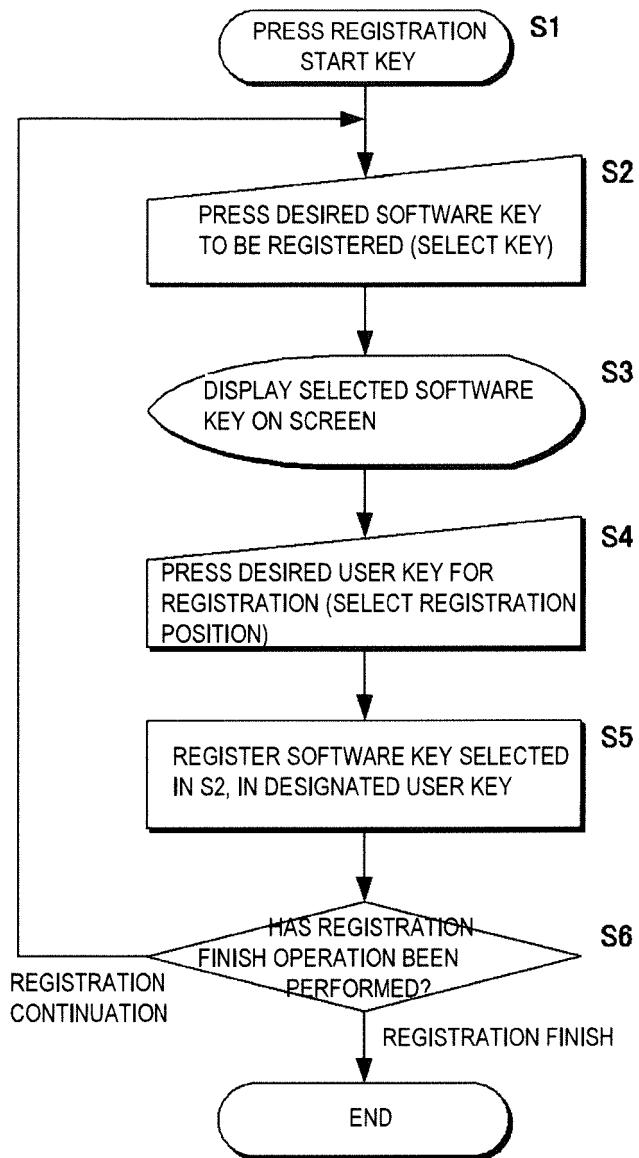 PRESS REGISTRATION
START KEY
S1
S2
PRESS DESIRED SOFTWARE KEY
TO BE REGISTERED (SELECT KEY)
S3
DISPLAY SELECTED SOFTWARE
KEY ON SCREEN
S4
PRESS DESIRED USER KEY FOR
REGISTRATION (SELECT REGISTRATION
POSITION)
S5
REGISTER SOFTWARE KEY SELECTED
IN S2, IN DESIGNATED USER KEY
S6
HAS REGISTRATION
FINISH OPERATION BEEN
PERFORMED?
REGISTRATION
CONTINUATION
REGISTRATION FINISH
END